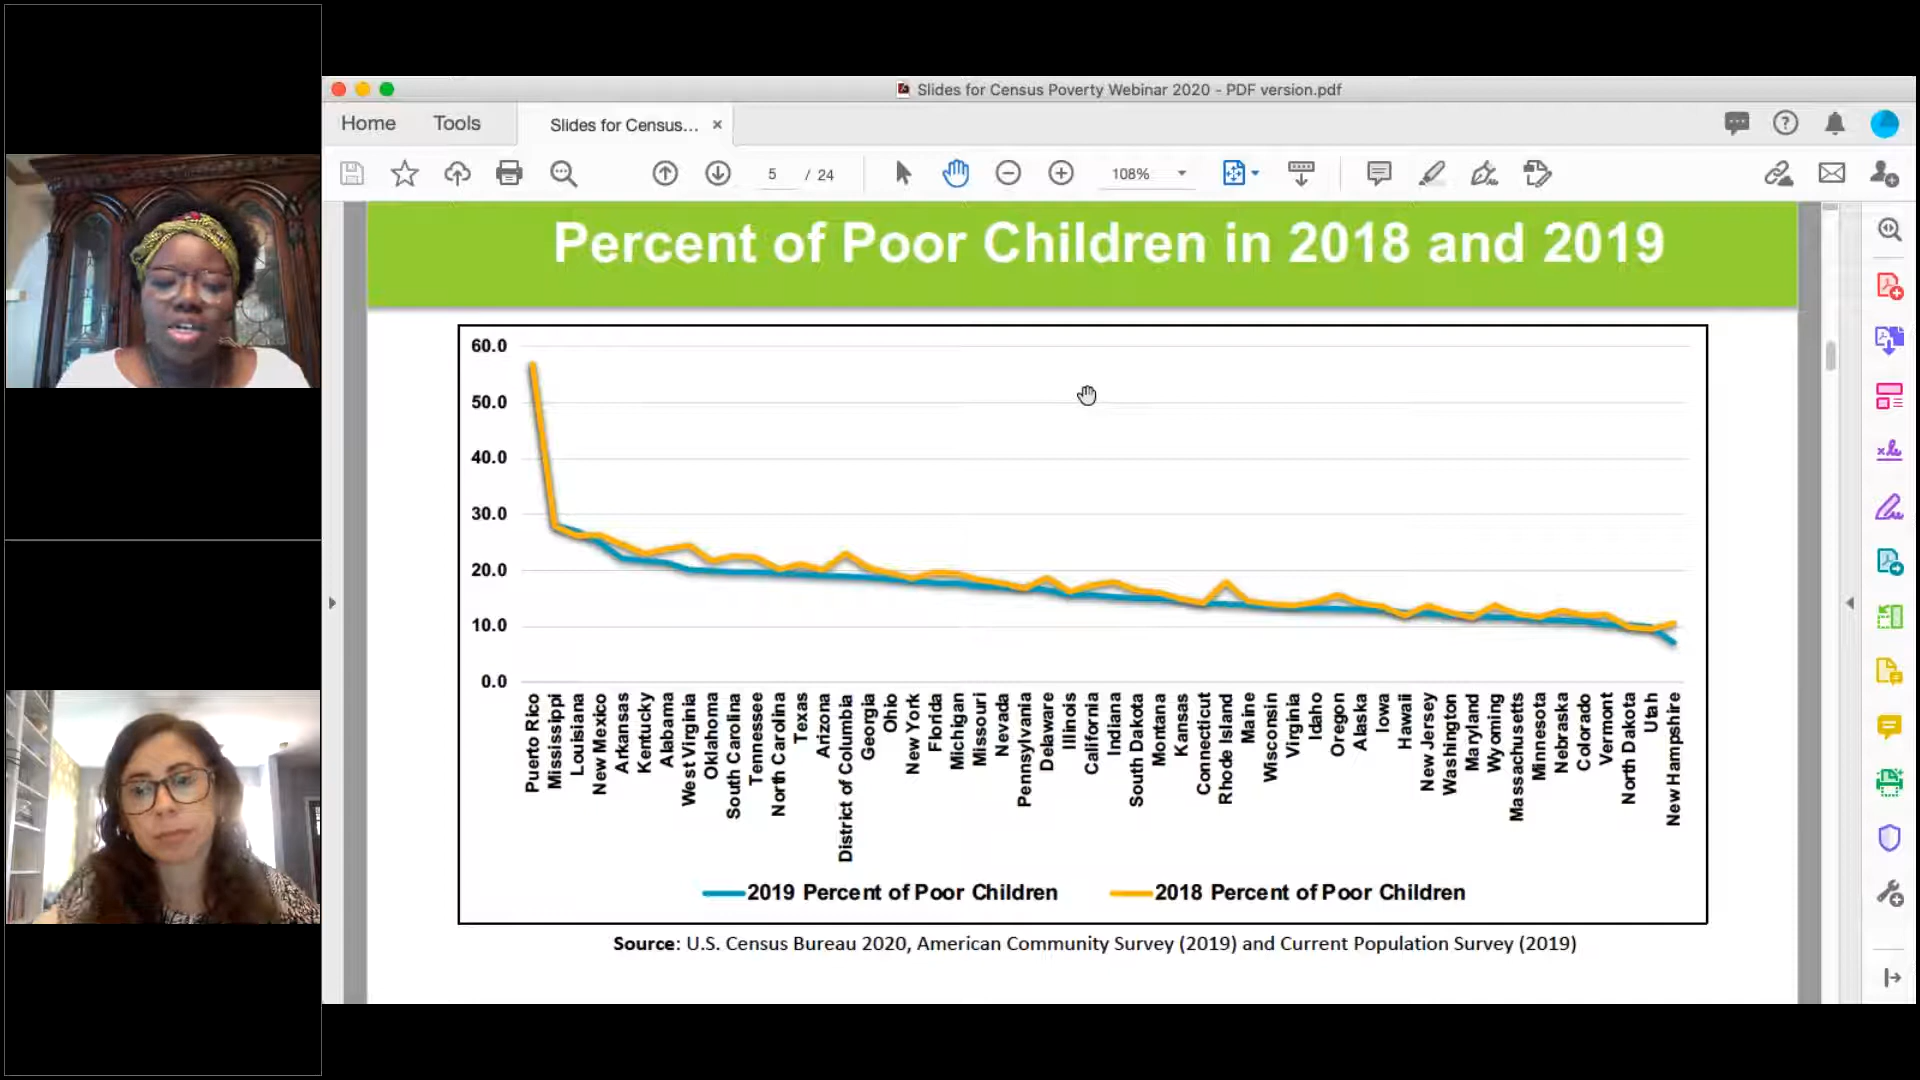 Slides for Census Poverty Webinar 2020 - PDF version.pdf
Home
Tools
Slides for Census...
5 / 24
108%
Percent of Poor Children in 2018 and 2019
60.0
50.0
40.0
30.0
20.0
10.0
0.0
Puerto Rico
Mississippi
Louisiana
New Mexico
Arkansas
Kentucky
Alabama
West Virginia
Oklahoma
South Carolina
Tennessee
North Carolina
Texas
Arizona
District of Columbia
Georgia
Ohio
New York
Florida
Michigan
Missouri
Nevada
Pennsylvania
Delaware
Illinois
California
Indiana
South Dakota
Montana
Kansas
Connecticut
Rhode Island
Maine
Wisconsin
Virginia
Idaho
Oregon
Alaska
Iowa
Hawaii
New Jersey
Washington
Maryland
Wyoming
Massachusetts
Minnesota
Nebraska
Colorado
Vermont
North Dakota
Utah
New Hampshire
2019 Percent of Poor Children
2018 Percent of Poor Children
Source: U.S. Census Bureau 2020, American Community Survey (2019) and Current Population Survey (2019)